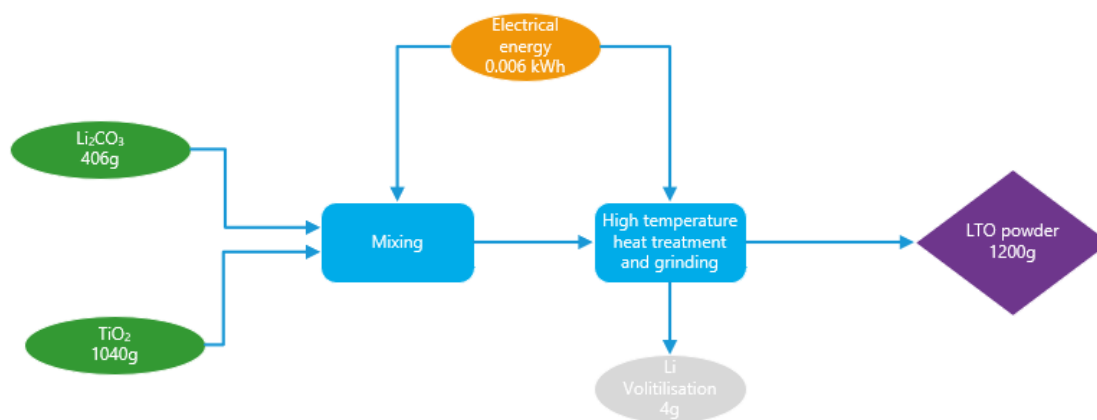 Electrical
energy
0.006 kWh
Li₂CO₃
406g
Mixing
High temperature
heat treatment
and grinding
LTO powder
1200g
TiO₂
1040g
Li
Volitilisation
4g